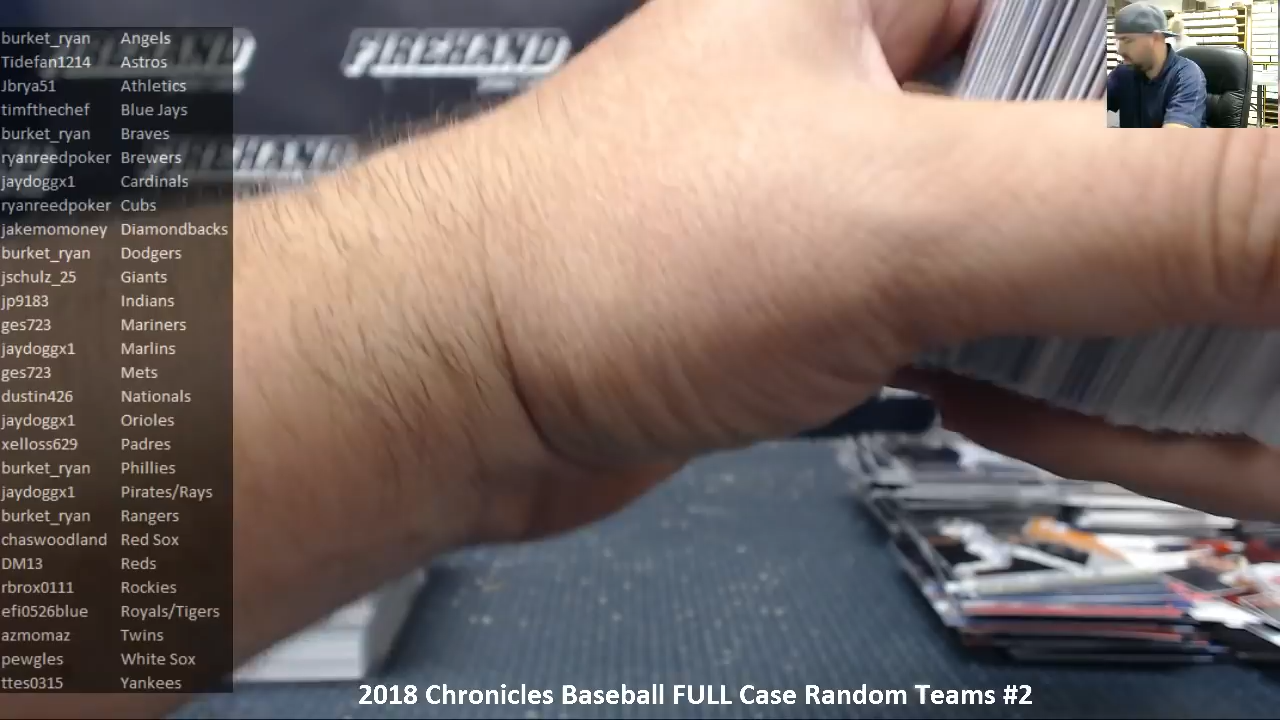 burket_ryan Angels
Tidefan1214 Astros
Jbrya51 Athletics
timfthechef Blue Jays
burket_ryan Braves
ryanreedpoker Brewers
jaydoggx1 Cardinals
ryanreedpoker Cubs
jakemomoney Diamondbacks
burket_ryan Dodgers
jschulz_25 Giants
jp9183 Indians
ges723 Mariners
jaydoggx1 Marlins
ges723 Mets
dustin426 Nationals
jaydoggx1 Orioles
xelloss629 Padres
burket_ryan Phillies
jaydoggx1 Pirates/Rays
burket_ryan Rangers
chaswoodland Red Sox
DM13 Reds
rbrox0111 Rockies
efi0526blue Royals/Tigers
azmomaz Twins
pewgles White Sox
ttes0315 Yankees
FIREHAND FIREHAND
FIREHAND
2018 Chronicles Baseball FULL Case Random Teams #2